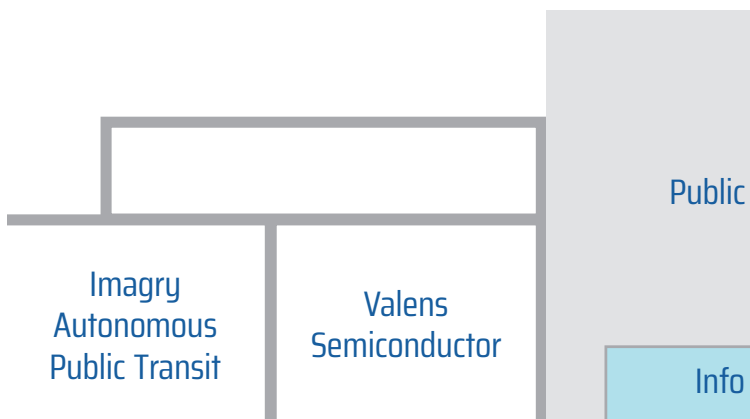 Public
Imagry
Autonomous
Public Transit
Valens
Semiconductor
Info